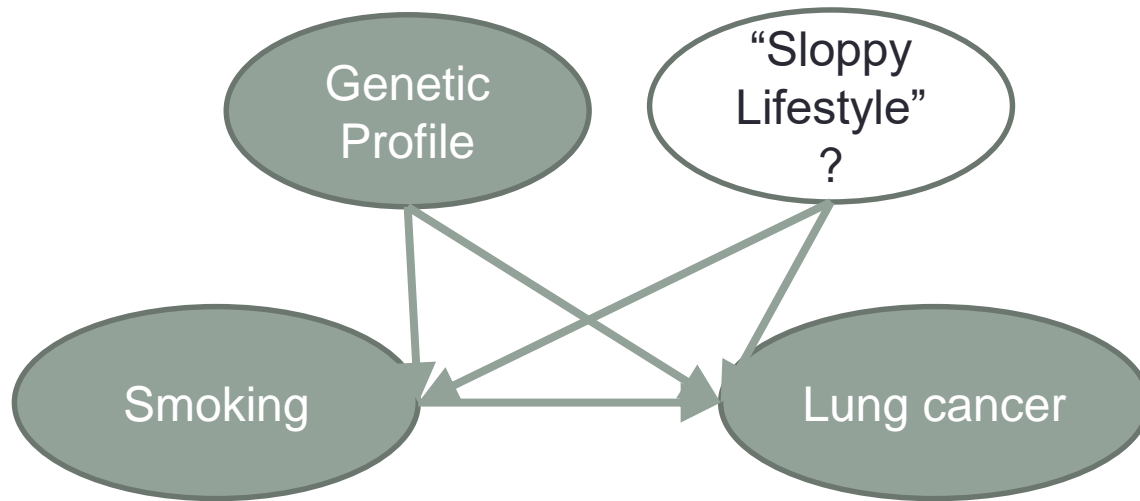 Genetic
Profile
“Sloppy
Lifestyle”
?
Smoking
Lung cancer